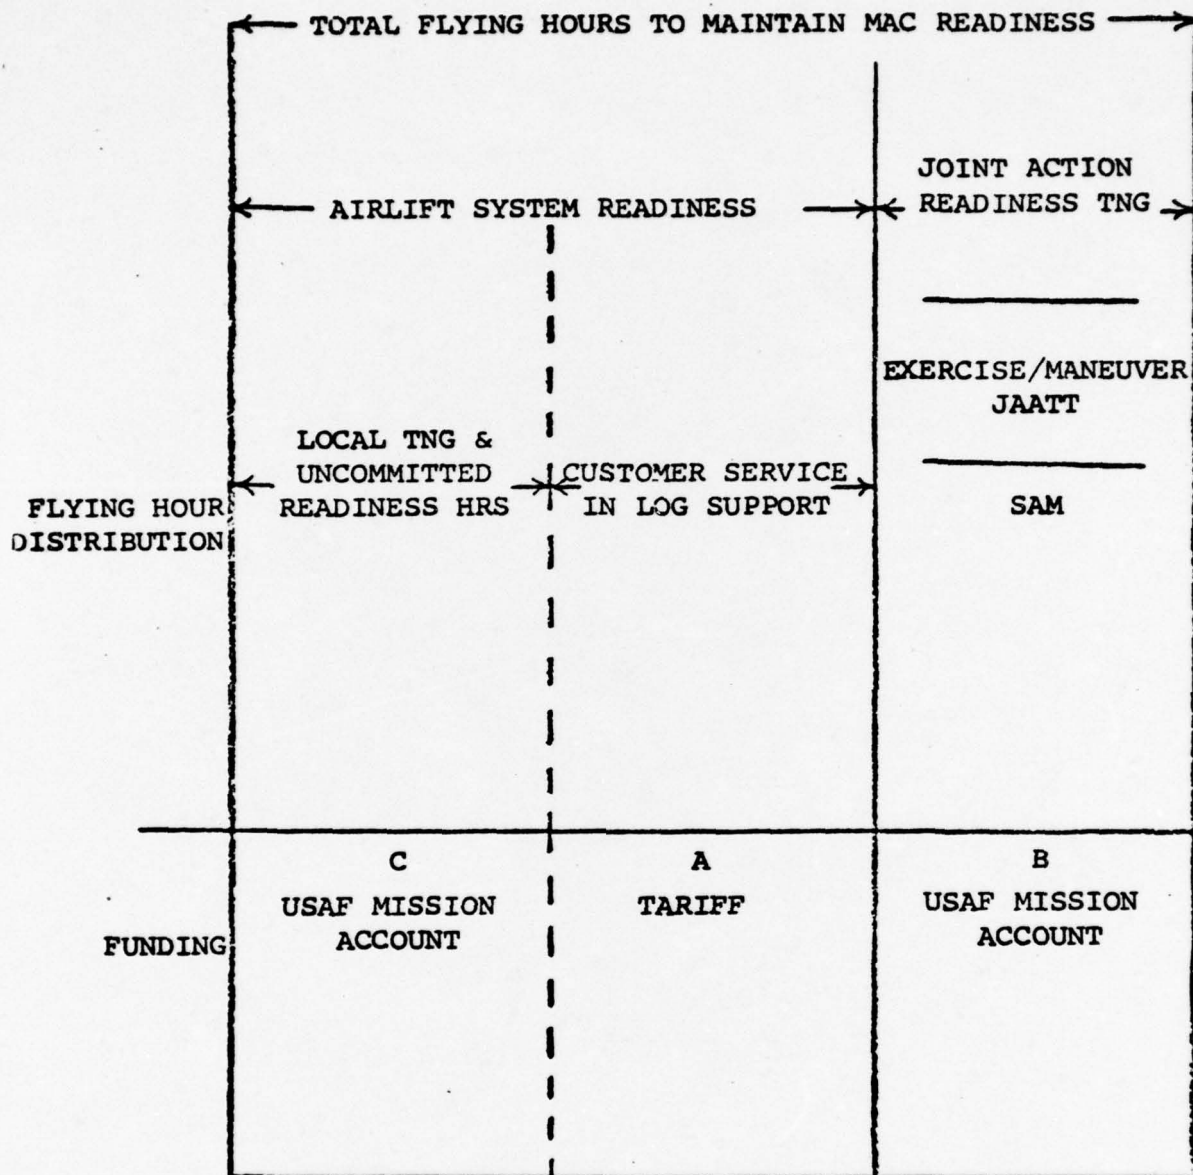 TOTAL FLYING HOURS TO MAINTAIN MAC READINESS
AIRLIFT SYSTEM READINESS
JOINT ACTION
READINESS TNG
EXERCISE/MANEUVER
JAATT
SAM
LOCAL TNG &
UNCOMMITTED
READINESS HRS
CUSTOMER SERVICE
IN LOG SUPPORT
FLYING HOUR
DISTRIBUTION
C
USAF MISSION
ACCOUNT
A
TARIFF
B
USAF MISSION
ACCOUNT
FUNDING